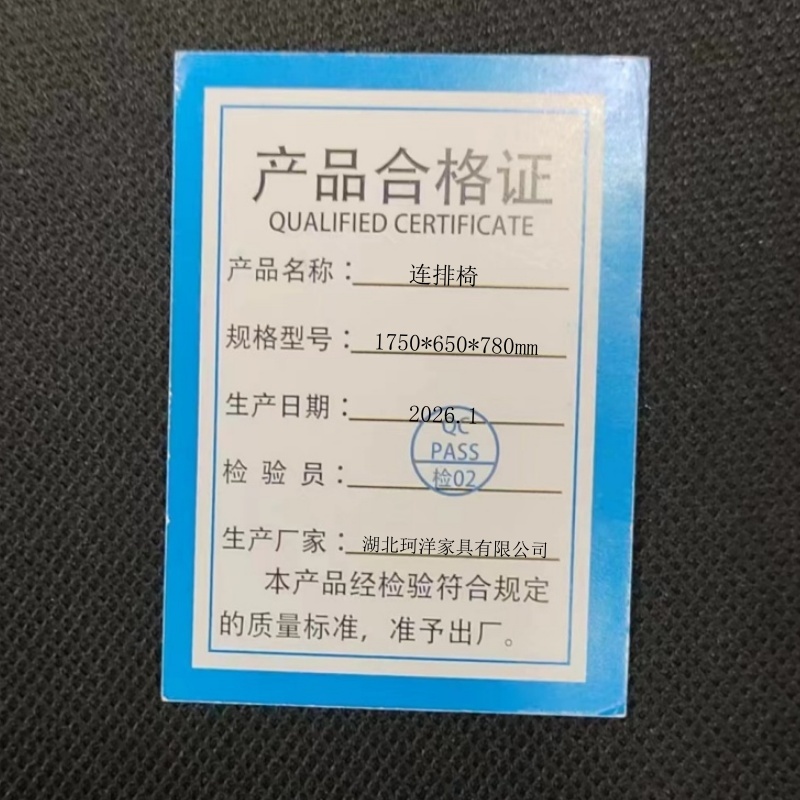 产品合格证
QUALIFIED CERTIFICATE
产品名称：连排椅
规格型号：1750*650*780mm
生产日期：2026.1
QC
PASS
检验员：检02
生产厂家：湖北珂洋家具有限公司
本产品经检验符合规定
的质量标准，准予出厂。